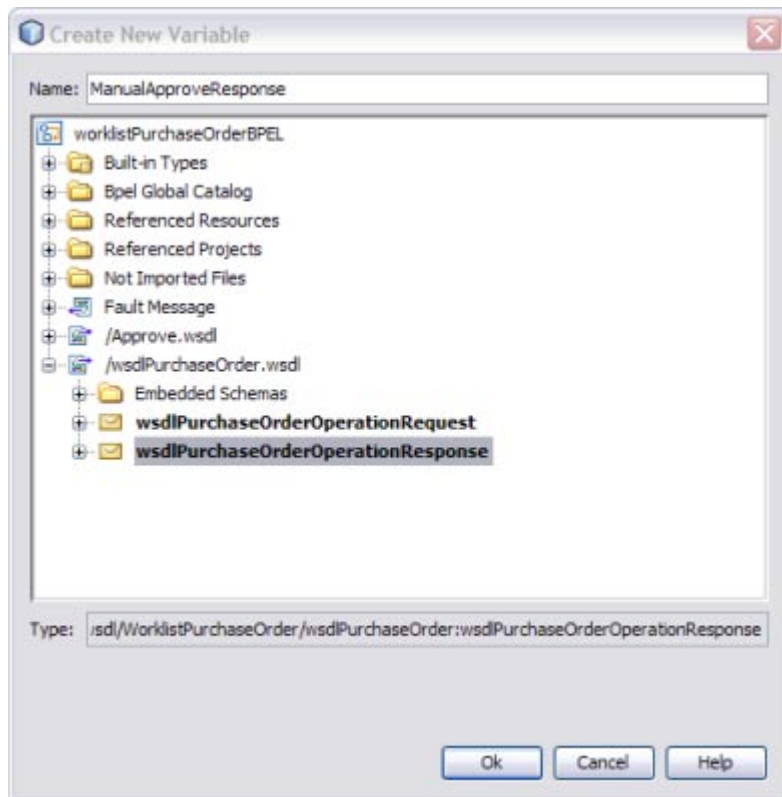 Create New Variable
Name: ManualApproveResponse
worklistPurchaseOrderBPEL
Built-in Types
Bpel Global Catalog
Referenced Resources
Referenced Projects
Not Imported Files
Fault Message
/Approve.wsdl
/wsdlPurchaseOrder.wsdl
Embedded Schemas
wsdlPurchaseOrderOperationRequest
wsdlPurchaseOrderOperationResponse
Type: /sdl/WorklistPurchaseOrder/wsdlPurchaseOrder:wsdlPurchaseOrderOperationResponse
Ok Cancel Help